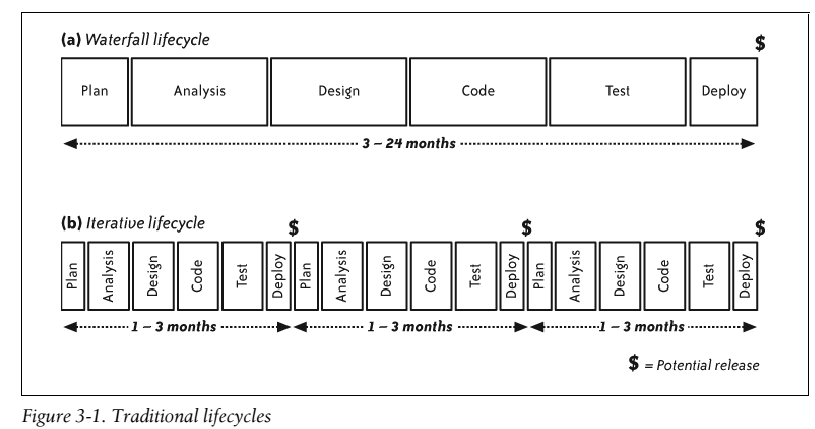 (a) Waterfall lifecycle
$
Plan Analysis Design Code Test Deploy
3 – 24 months
(b) Iterative lifecycle
$ $ $
Plan Analysis Design Code Test Deploy Plan Analysis Design Code Test Deploy Plan Analysis Design Code Test Deploy
1 – 3 months 1 – 3 months 1 – 3 months
$ = Potential release
Figure 3-1. Traditional lifecycles